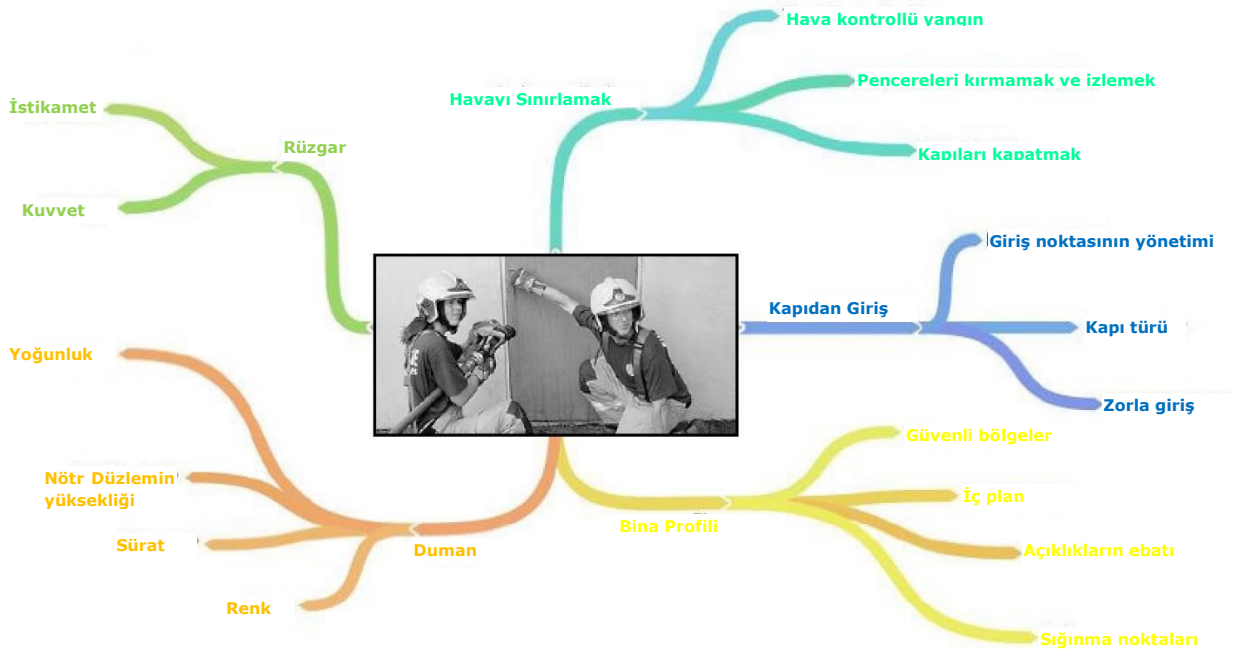 Hava kontrollü yangın
Pencereleri kırmamak ve izlemek
Havayı Sınırlamak
Kapıları kapatmak
İstikamet
Rüzgar
Kuvvet
Giriş noktasının yönetimi
Kapıdan Giriş
Kapı türü
Zorla giriş
Yoğunluk
Nötr Düzlemin
yüksekliği
Sürat
Duman
Renk
Güvenli bölgeler
İç plan
Bina Profili
Açıklıkların ebatı
Sığınma noktaları